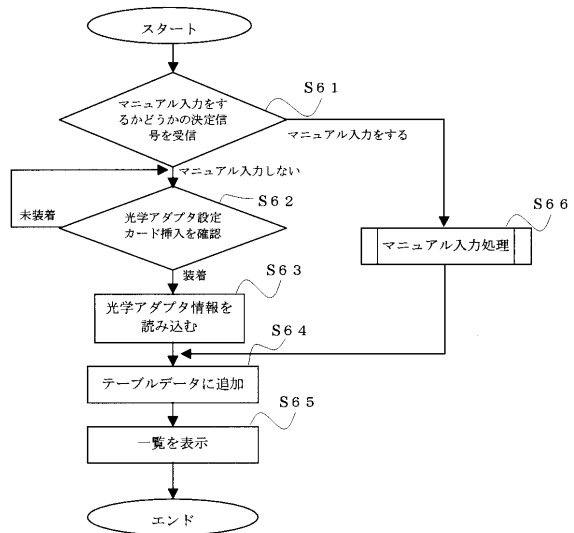 スタート
S61
マニュアル入力をす
るかどうかの決定信
号を受信
マニュアル入力をする
マニュアル入力しない
S62
未装着
光学アダプタ設定
カード挿入を確認
S66
マニュアル入力処理
装着
S63
光学アダプタ情報を
読み込む
S64
テーブルデータに追加
S65
一覧を表示
エンド